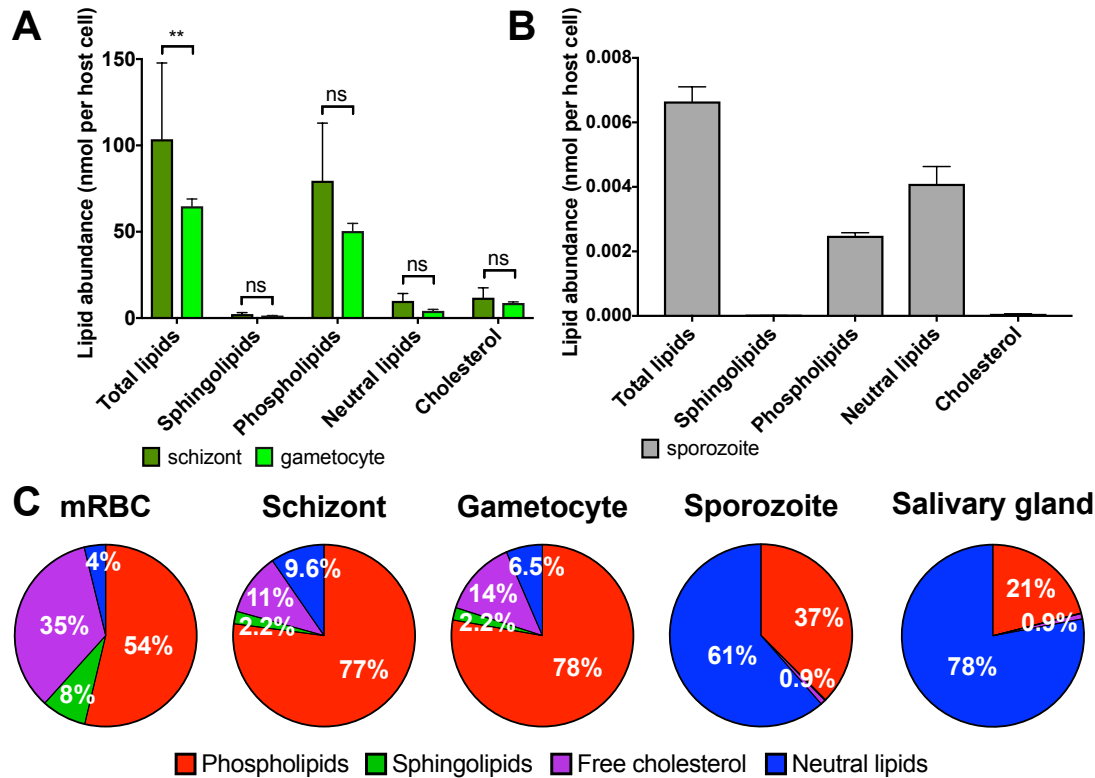 A
Lipid abundance (nmol per host cell)
150
100
50
0
**
ns
ns
ns
ns
Total lipids
Sphingolipids
Phospholipids
Neutral lipids
Cholesterol
schizont
gametocyte
B
Lipid abundance (nmol per host cell)
0.008
0.006
0.004
0.002
0.000
Total lipids
Sphingolipids
Phospholipids
Neutral lipids
Cholesterol
sporozoite
C
mRBC
4%
35%
54%
8%
Schizont
9.6%
11%
2.2%
77%
Gametocyte
6.5%
14%
2.2%
78%
Sporozoite
37%
61%
0.9%
Salivary gland
21%
0.9%
78%
Phospholipids
Sphingolipids
Free cholesterol
Neutral lipids